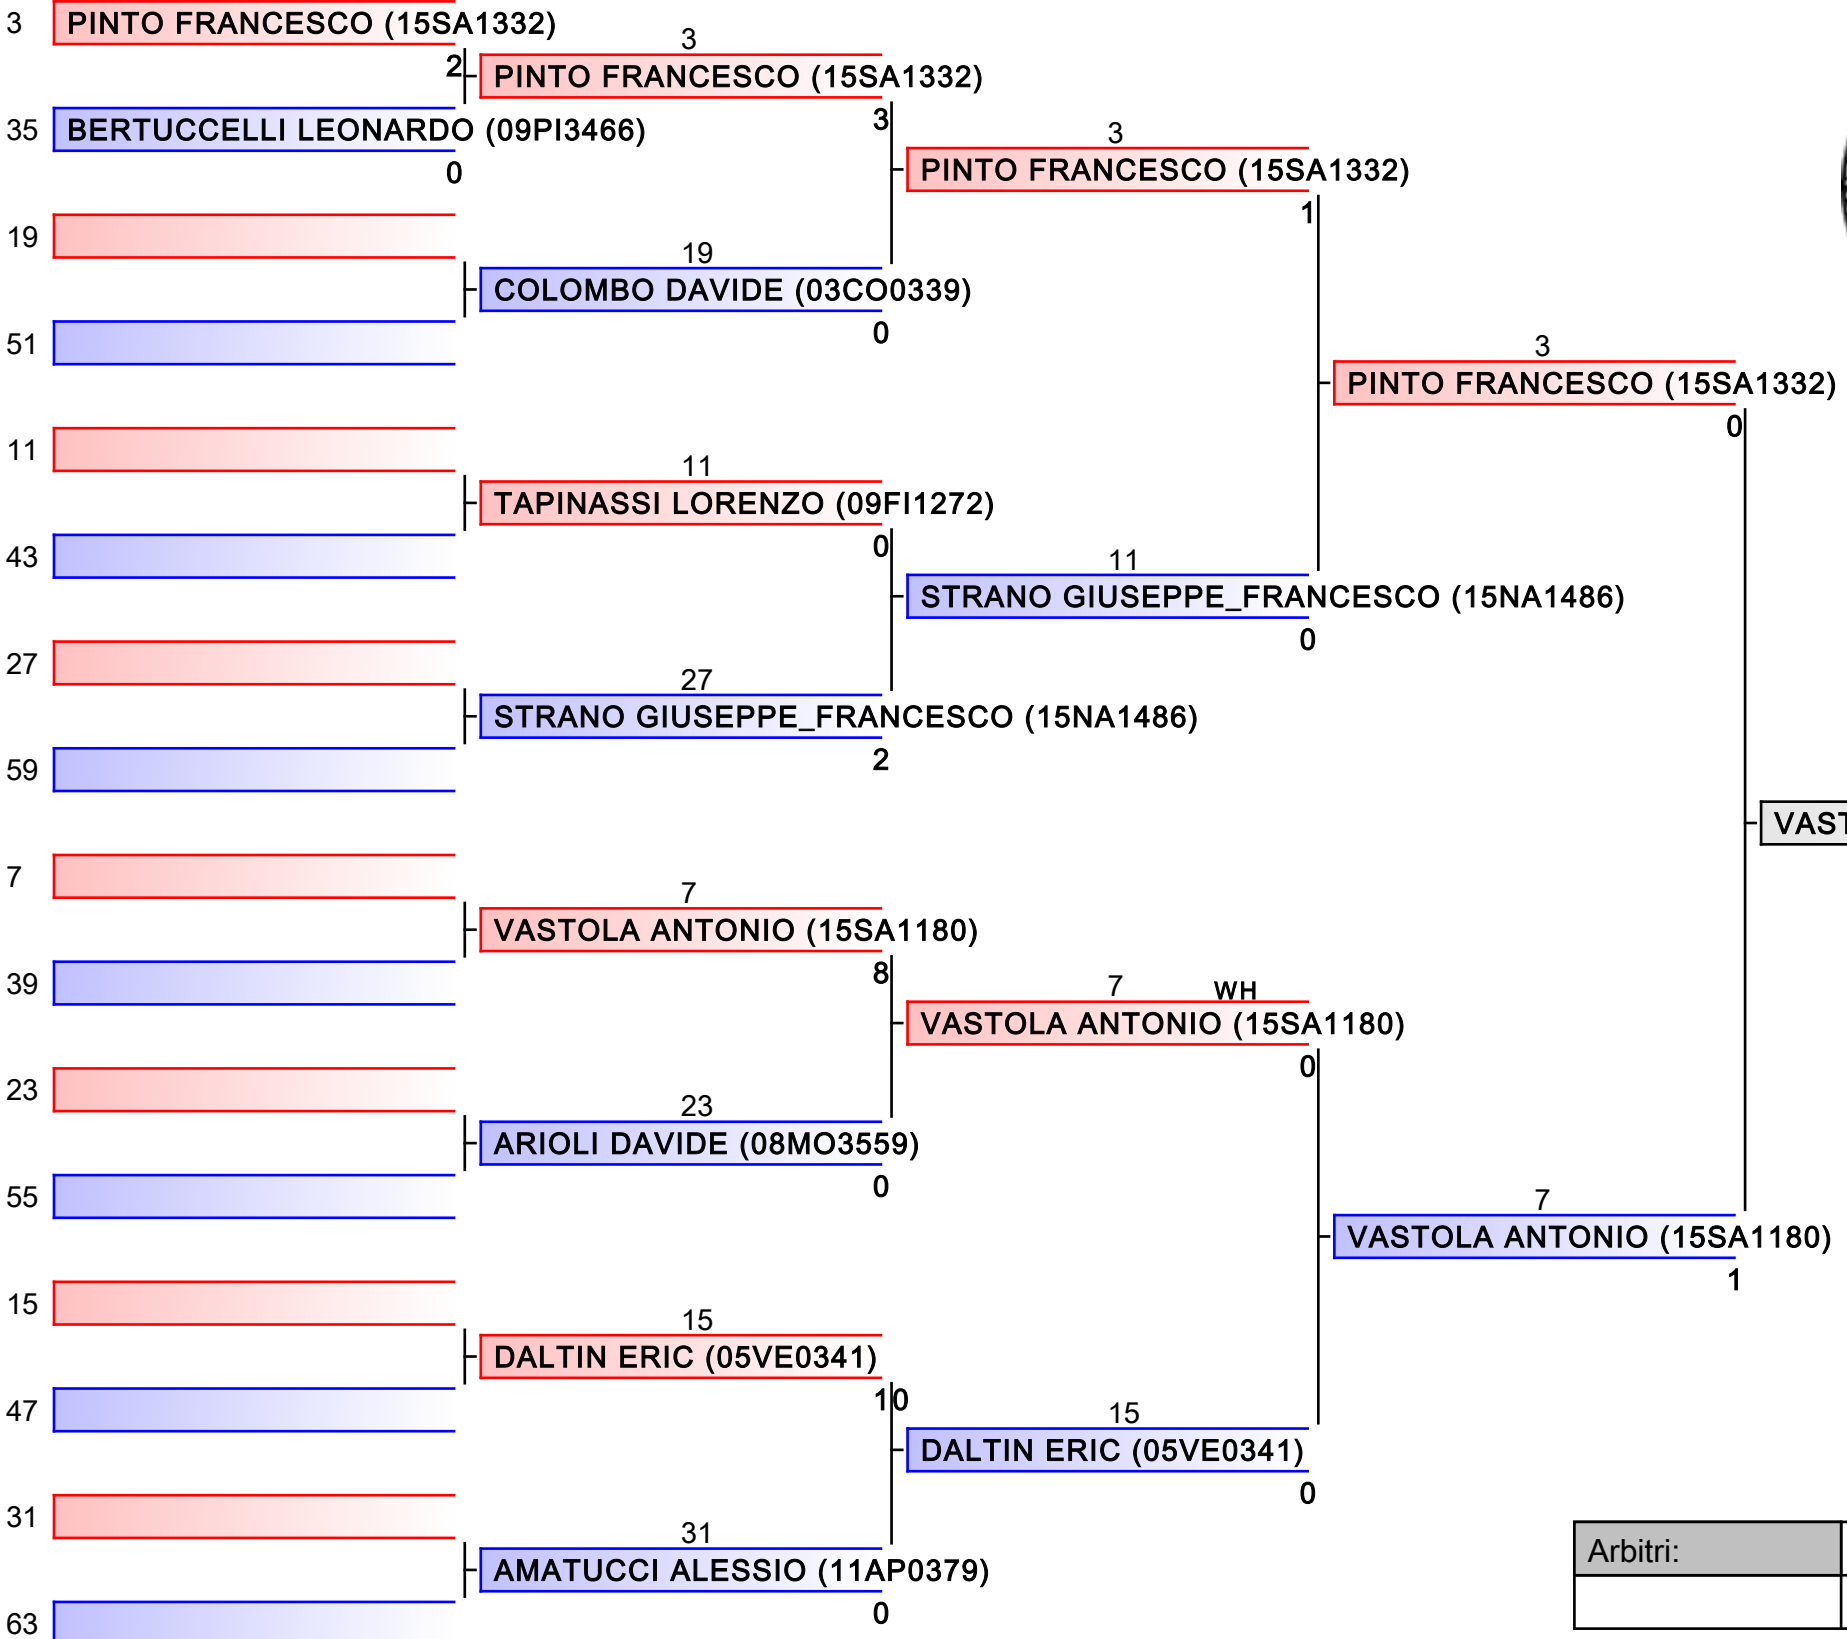 3 PINTO FRANCESCO (15SA1332)
2
35 BERTUCCELLI LEONARDO (09PI3466)
0
19
51
11
43
27
59
7
39
23
55
15
47
31
63
3
PINTO FRANCESCO (15SA1332)
3
19
COLOMBO DAVIDE (03CO0339)
0
11
TAPINASSI LORENZO (09FI1272)
0
27
STRANO GIUSEPPE_FRANCESCO (15NA1486)
2
7
VASTOLA ANTONIO (15SA1180)
8
23
ARIOLI DAVIDE (08MO3559)
0
15
DALTIN ERIC (05VE0341)
10
31
AMATUCCI ALESSIO (11AP0379)
0
3
PINTO FRANCESCO (15SA1332)
1
11
STRANO GIUSEPPE_FRANCESCO (15NA1486)
0
7 WH
VASTOLA ANTONIO (15SA1180)
0
15
DALTIN ERIC (05VE0341)
0
3
PINTO FRANCESCO (15SA1332)
0
7
VASTOLA ANTONIO (15SA1180)
1
Arbitri: